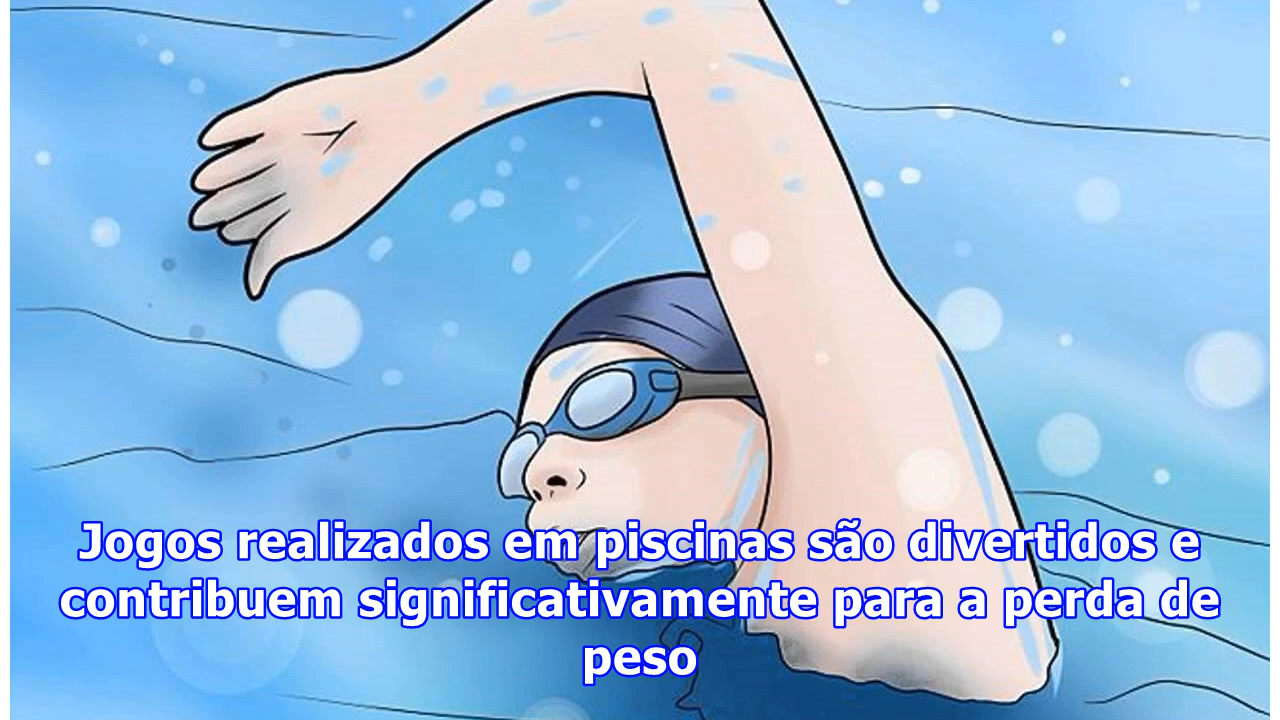 Jogos realizados em piscinas são divertidos e
contribuem significativamente para a perda de
peso